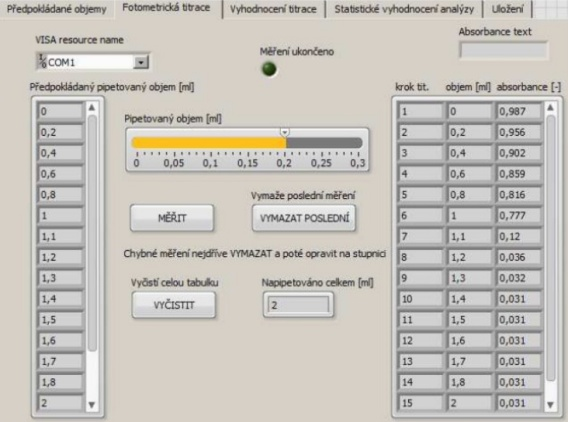 Předpokládané objemy Fotometrická titrace Vyhodnocení titrace Statistické vyhodnocení analýzy Uložení
VISA resource name
COM1
Měření ukončeno
Absorbance text
Předpokládaný pipetovaný objem [ml]
0
0,2
0,4
0,6
0,8
1
1,1
1,2
1,3
1,4
1,5
1,6
1,7
1,8
2
Pipetovaný objem [ml]
0 0,05 0,1 0,15 0,2 0,25 0,3
Vymaže poslední měření
MĚŘIT VYMAZAT POSLEDNÍ
Chybné měření nejdříve VYMAZAT a poté opravit na stupnici
Vyčistí celou tabulku Napipetováno celkem [ml]
VYČISTIT 2
krok tit. objem [ml] absorbance [-]
1 0 0,987
2 0,2 0,956
3 0,4 0,902
4 0,6 0,859
5 0,8 0,816
6 1 0,777
7 1,1 0,12
8 1,2 0,036
9 1,3 0,032
10 1,4 0,031
11 1,5 0,031
12 1,6 0,031
13 1,7 0,031
14 1,8 0,031
15 2 0,031